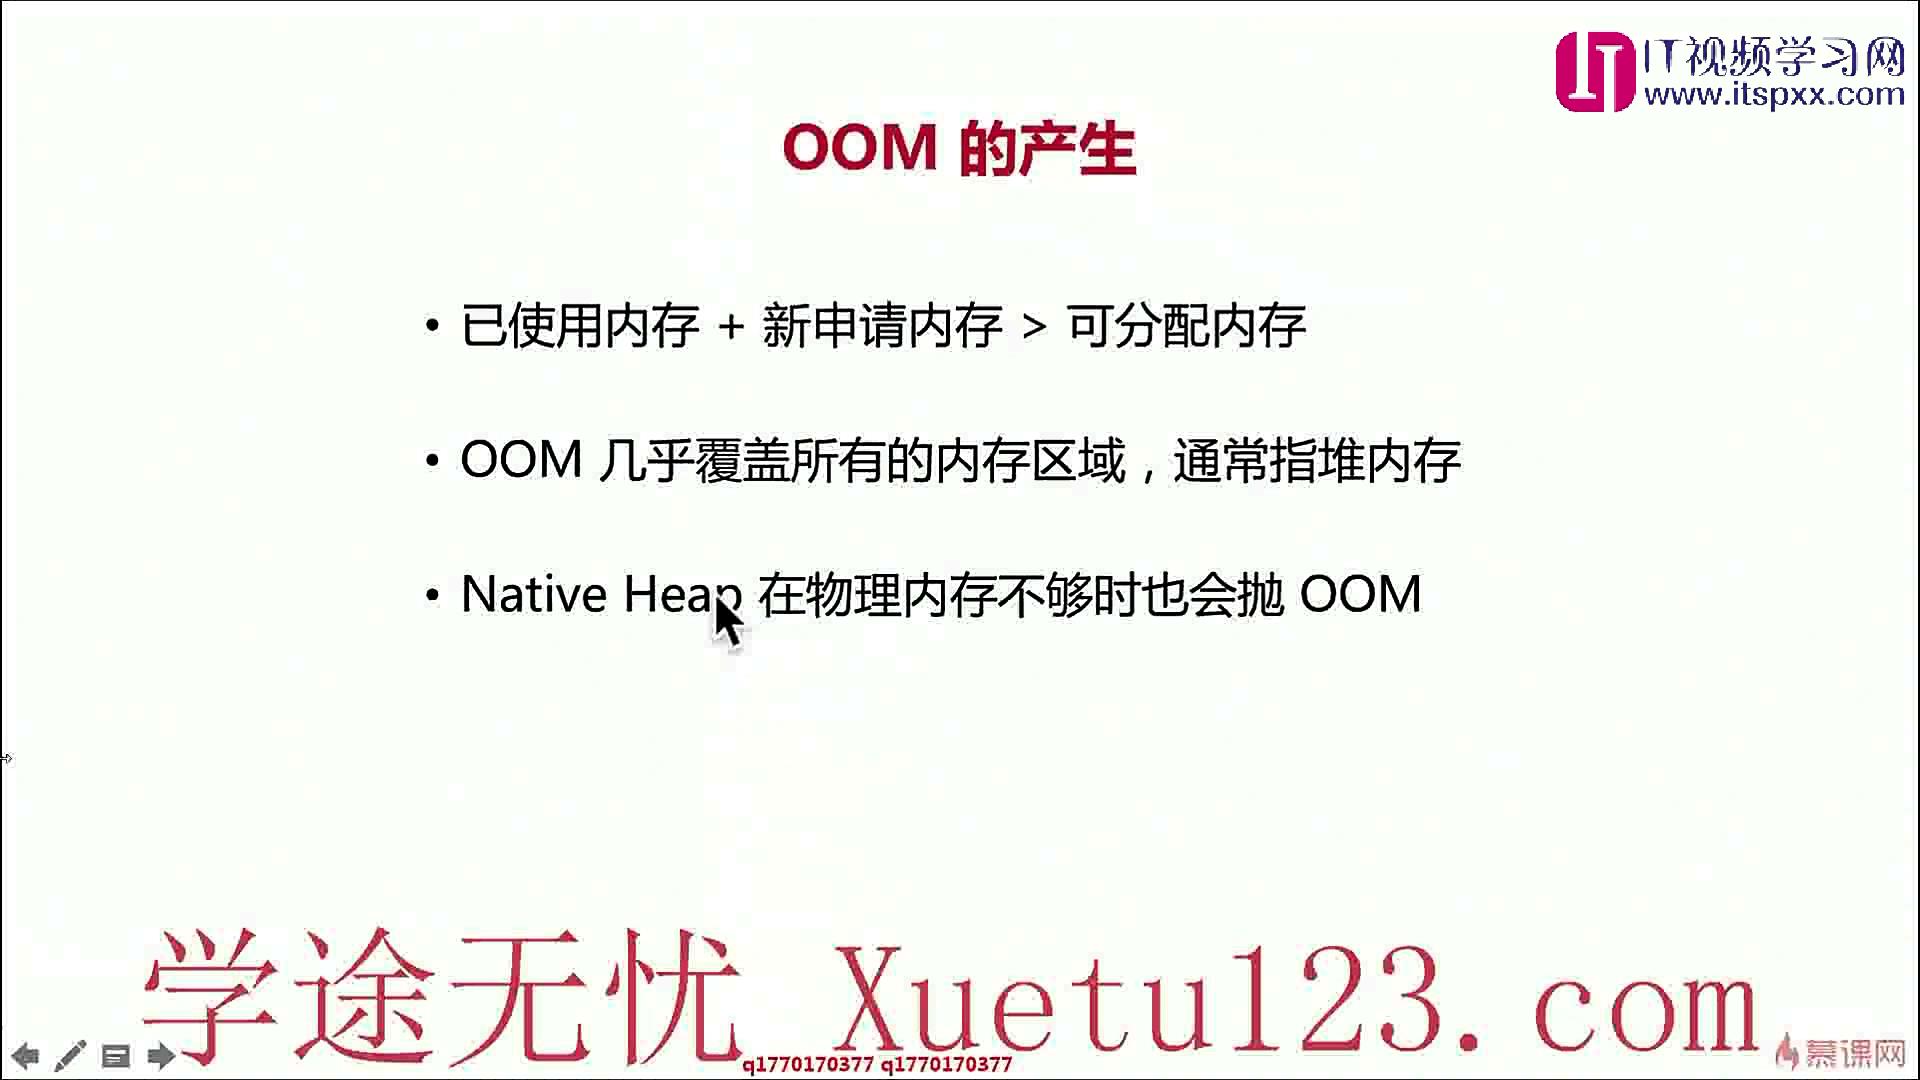 IT视频学习网
www.itspxx.com
OOM 的产生
• 已使用内存 + 新申请内存 > 可分配内存
• OOM 几乎覆盖所有的内存区域，通常指堆内存
• Native Heap 在物理内存不够时也会抛 OOM
学途无忧 Xuetu123.com
q1770170377 q1770170377
慕课网